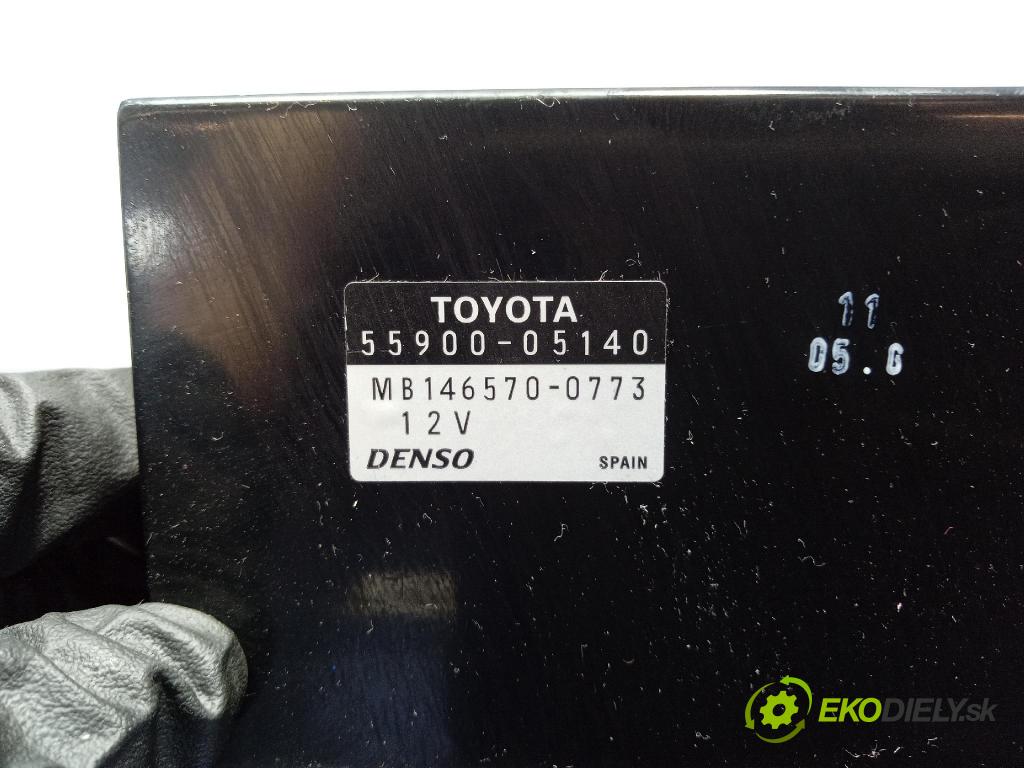 TOYOTA
55900-05140
MB146570-0773
12V
DENSO SPAIN
11
05.6
EKODIELY.sk